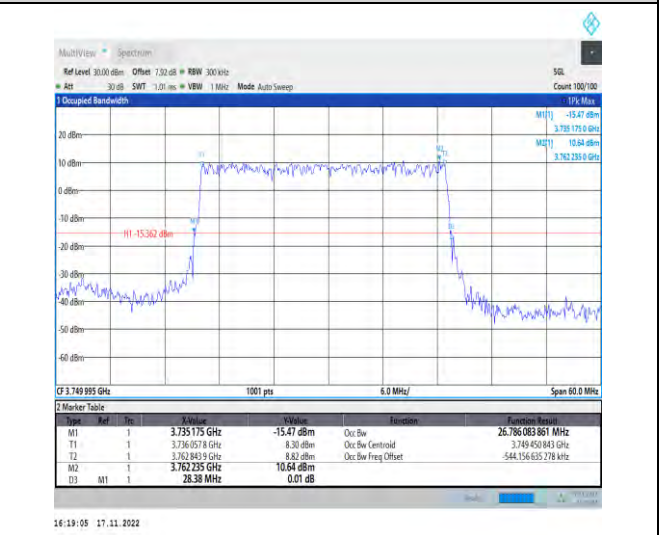 MultiView Spectrum
Ref Level 30.00 dBm Offset 7.92 dB RBW 300 kHz SGL
Att 30 dB SWT 1.01 ms VBW 1 MHz Mode Auto Sweep Count 100/100
1 Occupied Bandwidth 1Pk Max
M1[1] -15.47 dBm
3.735 175 0 GHz
20 dBm
M2[1] 10.64 dBm
3.762 235 0 GHz
M2
T2
T1
10 dBm
0 dBm
-10 dBm
M1
H1 -15.362 dBm
-20 dBm
-30 dBm
-40 dBm
-50 dBm
-60 dBm
CF 3.749 995 GHz 1001 pts 6.0 MHz/ Span 60.0 MHz
2 Marker Table
Type Ref Trc X-Value Y-Value Function Function Result
M1 1 3.735 175 GHz -15.47 dBm Occ Bw 26.786 083 861 MHz
T1 1 3.736 057 8 GHz 8.30 dBm Occ Bw Centroid 3.749 450 843 GHz
T2 1 3.762 843 9 GHz 8.82 dBm Occ Bw Freq Offset -544.156 635 278 kHz
M2 1 3.762 235 GHz 10.64 dBm
D3 M1 1 28.38 MHz 0.01 dB
16:19:05 17.11.2022